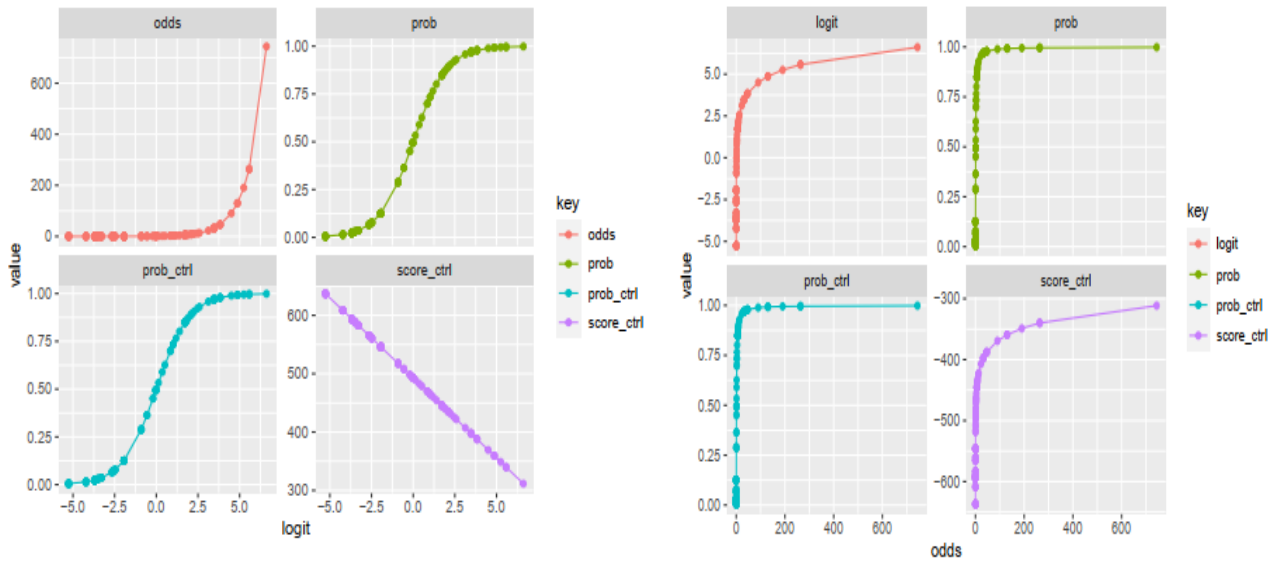 odds prob
600
400
200
0
1.00
0.75
0.50
0.25
0.00
prob_ctrl score_ctrl
1.00
0.75
0.50
0.25
0.00
600
500
400
300
−5.0 −2.5 0.0 2.5 5.0 −5.0 −2.5 0.0 2.5 5.0
value
logit
key
odds
prob
prob_ctrl
score_ctrl
logit prob
5.0
2.5
0.0
−2.5
−5.0
1.00
0.75
0.50
0.25
0.00
prob_ctrl score_ctrl
1.00
0.75
0.50
0.25
0.00
−300
−400
−500
−600
0 200 400 600 0 200 400 600
value
odds
key
logit
prob
prob_ctrl
score_ctrl